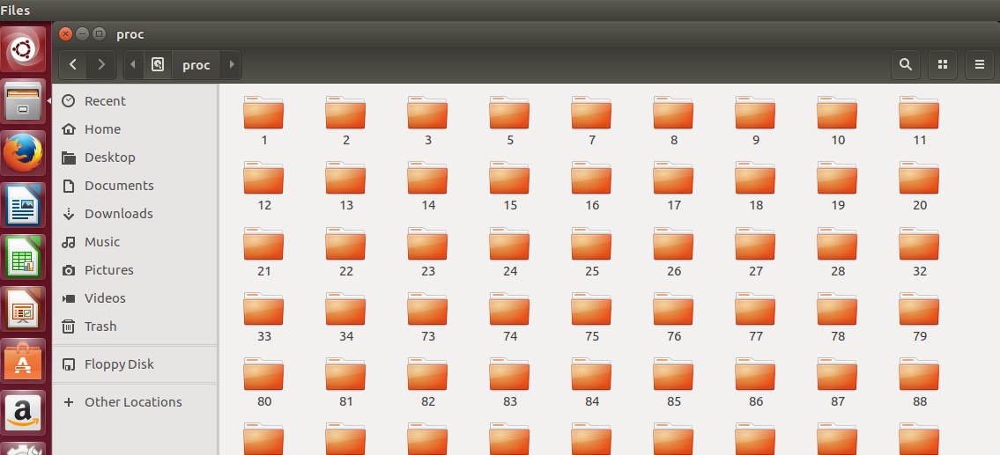 Files
proc
proc
Recent
Home
Desktop
Documents
Downloads
Music
Pictures
Videos
Trash
Floppy Disk
Other Locations
1 2 3 5 7 8 9 10 11
12 13 14 15 16 17 18 19 20
21 22 23 24 25 26 27 28 32
33 34 73 74 75 76 77 78 79
80 81 82 83 84 85 86 87 88